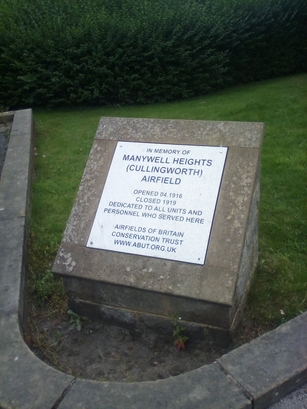 IN MEMORY OF
MANYWELL HEIGHTS
(CULLINGWORTH)
AIRFIELD
OPENED 04.1916
CLOSED 1919
DEDICATED TO ALL UNITS AND
PERSONNEL WHO SERVED HERE
AIRFIELDS OF BRITAIN
CONSERVATION TRUST
WWW.ABCT.ORG.UK